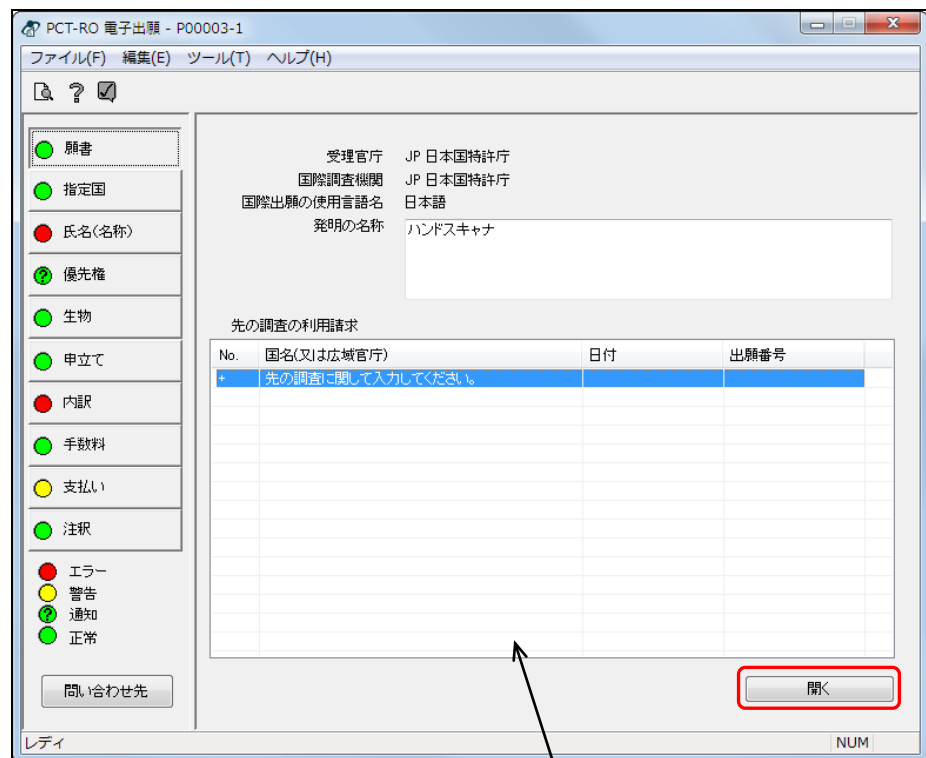 PCT-RO 電子出願 - P00003-1
ファイル(F) 編集(E) ツール(T) ヘルプ(H)
願書
指定国
氏名(名称)
優先権
生物
申立て
内訳
手数料
支払い
注釈
エラー
警告
通知
正常
問い合わせ先
受理官庁 JP 日本国特許庁
国際調査機関 JP 日本国特許庁
国際出願の使用言語名 日本語
発明の名称 ハンドスキャナ
先の調査の利用請求
No. 国名(又は広域官庁) 日付 出願番号
+ 先の調査に関して入力してください。
開く
レディ NUM